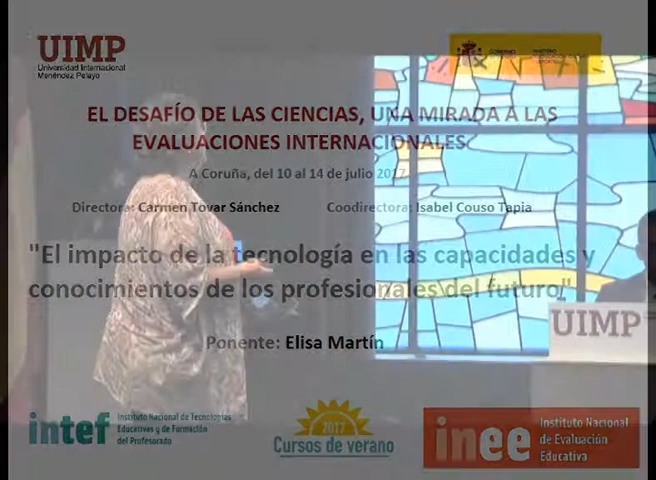 UIMP
Universidad Internacional
Menéndez Pelayo
EL DESAFÍO DE LAS CIENCIAS, UNA MIRADA A LAS
EVALUACIONES INTERNACIONALES
A Coruña, del 10 al 14 de julio 2017
Directora: Carmen Tovar Sánchez
Coodirectora: Isabel Couso Tapia
"El impacto de la tecnología en las capacidades y
conocimientos de los profesionales del futuro"
UIMP
Ponente: Elisa Martín
intef
Instituto Nacional de Tecnologías
Educativas y de Formación
del Profesorado
2017
Cursos de verano
inee
Instituto Nacional
de Evaluación
Educativa